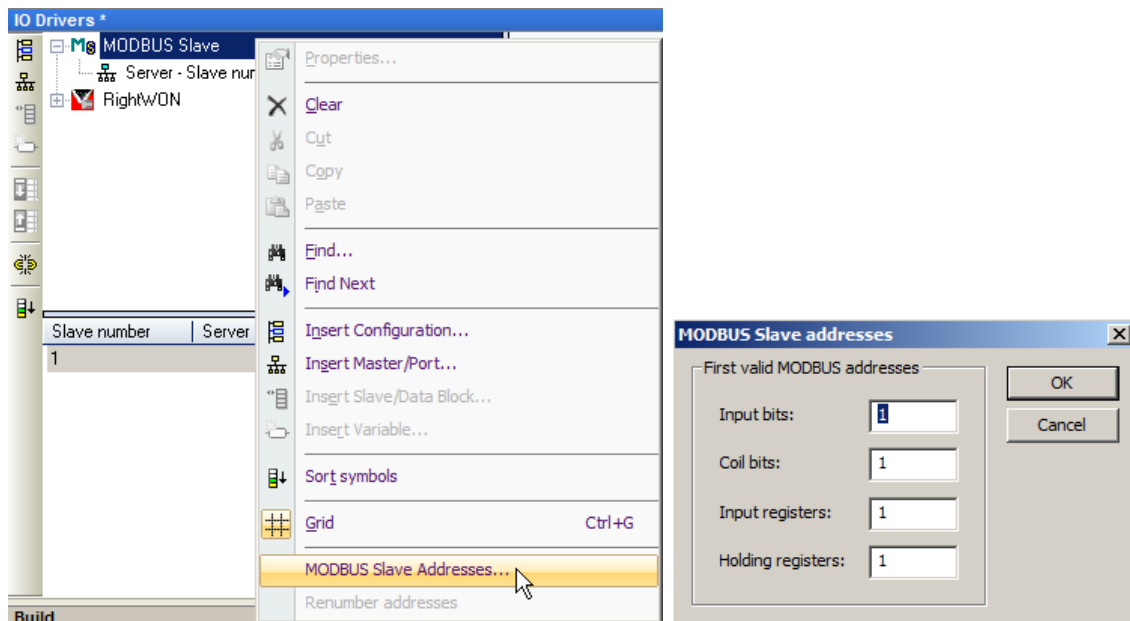 IO Drivers *
MODBUS Slave
Server - Slave nur
RightWON
Slave number
Server
1
Build
Properties...
Clear
Cut
Copy
Paste
Find...
Find Next
Insert Configuration...
Insert Master/Port...
Insert Slave/Data Block...
Insert Variable...
Sort symbols
Grid Ctrl+G
MODBUS Slave Addresses...
Renumber addresses
MODBUS Slave addresses
First valid MODBUS addresses
Input bits: 1
Coil bits: 1
Input registers: 1
Holding registers: 1
OK
Cancel